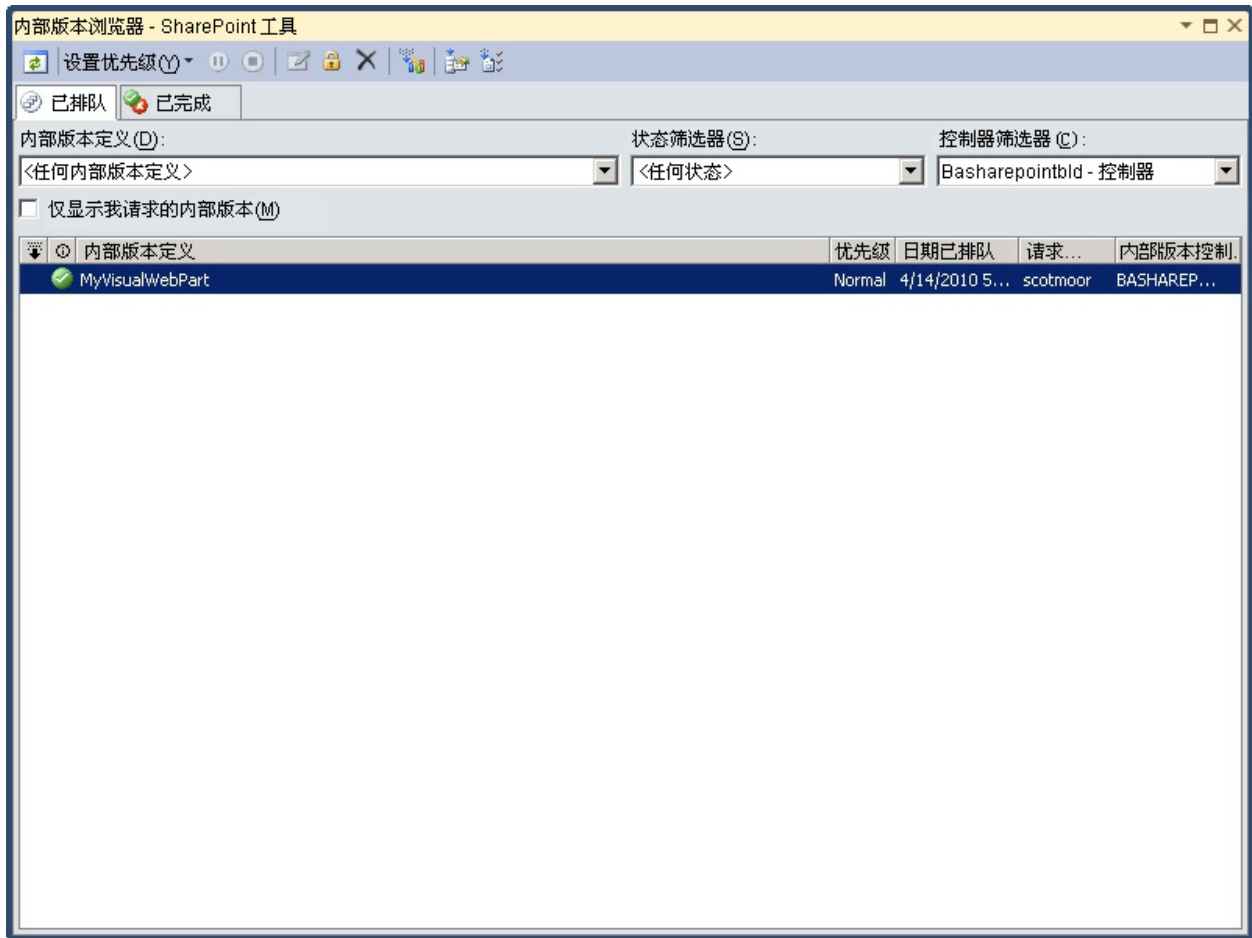 内部版本浏览器 - SharePoint 工具
设置优先级(Y)
已排队 已完成
内部版本定义(D): 状态筛选器(S): 控制器筛选器(C):
<任何内部版本定义> <任何状态> Basharepointbld - 控制器
仅显示我请求的内部版本(M)
内部版本定义 优先级 日期已排队 请求... 内部版本控制.
MyVisualWebPart Normal 4/14/2010 5... scotmoor BASHAREP...